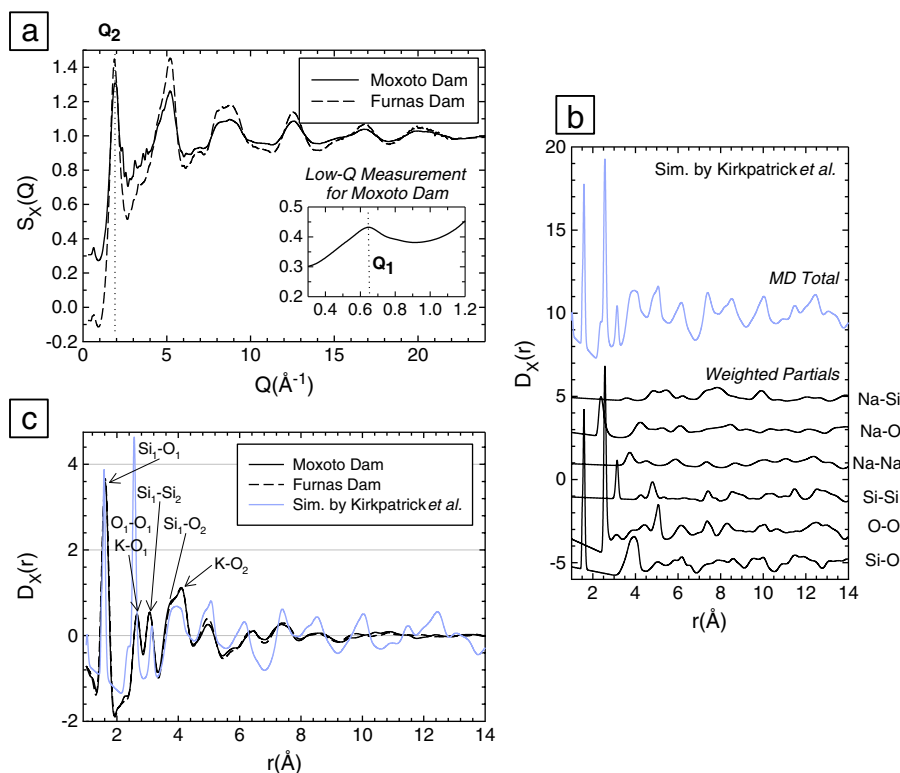 a
Q2
1.4
1.2
1.0
0.8
0.6
0.4
0.2
0.0
-0.2
SX(Q)
Moxoto Dam
Furnas Dam
Low-Q Measurement
for Moxoto Dam
0.5
0.4
0.3
0.2
Q1
0.4 0.6 0.8 1.0 1.2
0 5 10 15 20
Q(Å-1)
b
20
15
10
5
0
-5
DX(r)
Sim. by Kirkpatrick et al.
MD Total
Weighted Partials
Na-Si
Na-O
Na-Na
Si-Si
O-O
Si-O
2 4 6 8 10 12 14
r(Å)
c
4
2
0
-2
DX(r)
Si1-O1
Si1-Si2
O1-O1
K-O1
Si1-O2
K-O2
Moxoto Dam
Furnas Dam
Sim. by Kirkpatrick et al.
2 4 6 8 10 12 14
r(Å)